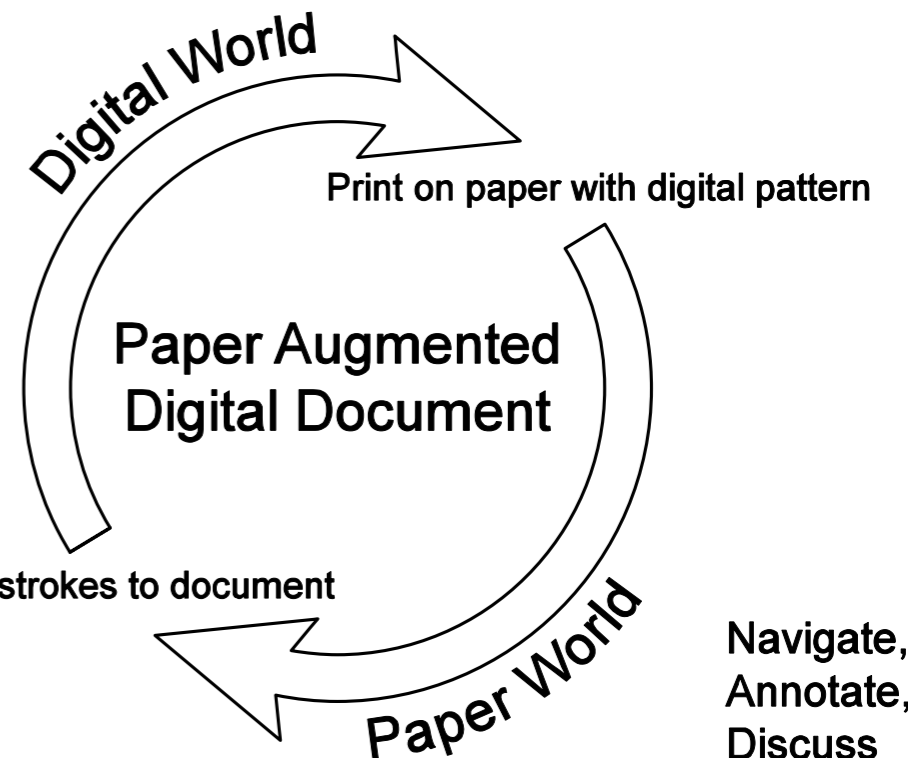 Digital World
Print on paper with digital pattern
Paper Augmented
Digital Document
strokes to document
Paper World
Navigate,
Annotate,
Discuss